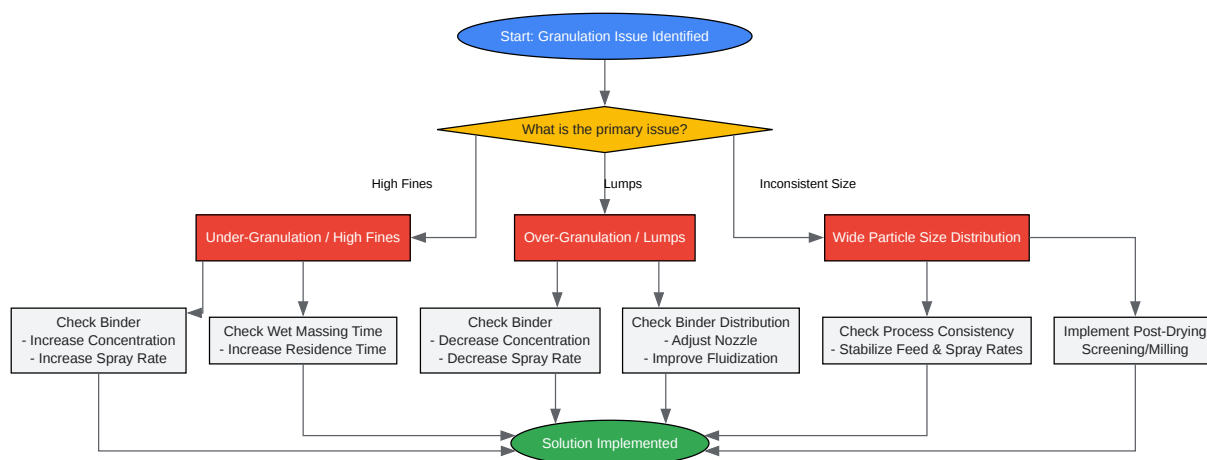 Start: Granulation Issue Identified
What is the primary issue?
High Fines
Lumps
Inconsistent Size
Under-Granulation / High Fines
Over-Granulation / Lumps
Wide Particle Size Distribution
Check Binder
- Increase Concentration
- Increase Spray Rate
Check Wet Massing Time
- Increase Residence Time
Check Binder
- Decrease Concentration
- Decrease Spray Rate
Check Binder Distribution
- Adjust Nozzle
- Improve Fluidization
Check Process Consistency
- Stabilize Feed & Spray Rates
Implement Post-Drying
Screening/Milling
Solution Implemented